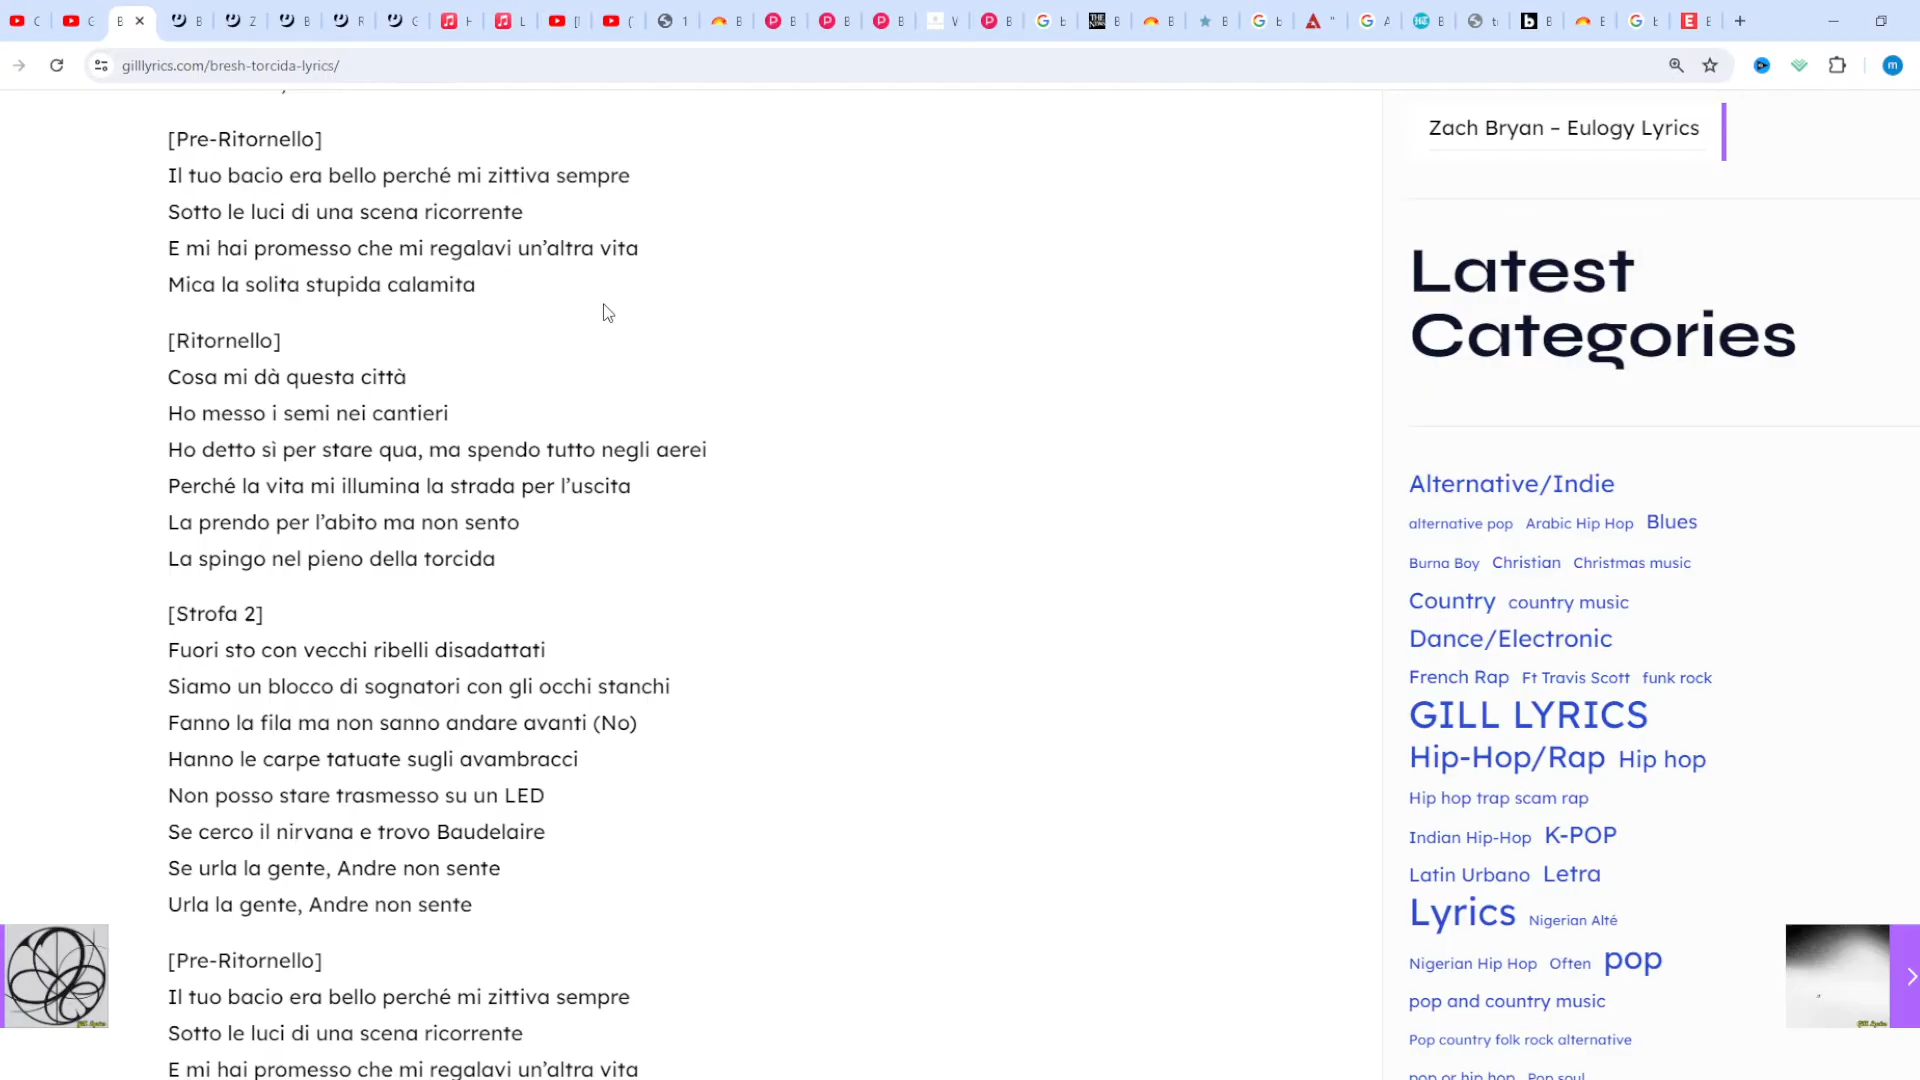 gilllyrics.com/bresh-torcida-lyrics/
[Pre-Ritornello]
Il tuo bacio era bello perché mi zittiva sempre
Sotto le luci di una scena ricorrente
E mi hai promesso che mi regalavi un’altra vita
Mica la solita stupida calamita
[Ritornello]
Cosa mi dà questa città
Ho messo i semi nei cantieri
Ho detto sì per stare qua, ma spendo tutto negli aerei
Perché la vita mi illumina la strada per l’uscita
La prendo per l’abito ma non sento
La spingo nel pieno della torcida
[Strofa 2]
Fuori sto con vecchi ribelli disadattati
Siamo un blocco di sognatori con gli occhi stanchi
Fanno la fila ma non sanno andare avanti (No)
Hanno le carpe tatuate sugli avambracci
Non posso stare trasmesso su un LED
Se cerco il nirvana e trovo Baudelaire
Se urla la gente, Andre non sente
Urla la gente, Andre non sente
[Pre-Ritornello]
Il tuo bacio era bello perché mi zittiva sempre
Sotto le luci di una scena ricorrente
E mi hai promesso che mi regalavi un’altra vita
Zach Bryan – Eulogy Lyrics
Latest
Categories
Alternative/Indie
alternative pop Arabic Hip Hop Blues
Burna Boy Christian Christmas music
Country country music
Dance/Electronic
French Rap Ft Travis Scott funk rock
GILL LYRICS
Hip-Hop/Rap Hip hop
Hip hop trap scam rap
Indian Hip-Hop K-POP
Latin Urbano Letra
Lyrics Nigerian Alté
Nigerian Hip Hop Often pop
pop and country music
Pop country folk rock alternative
pop or hip hop Pop soul